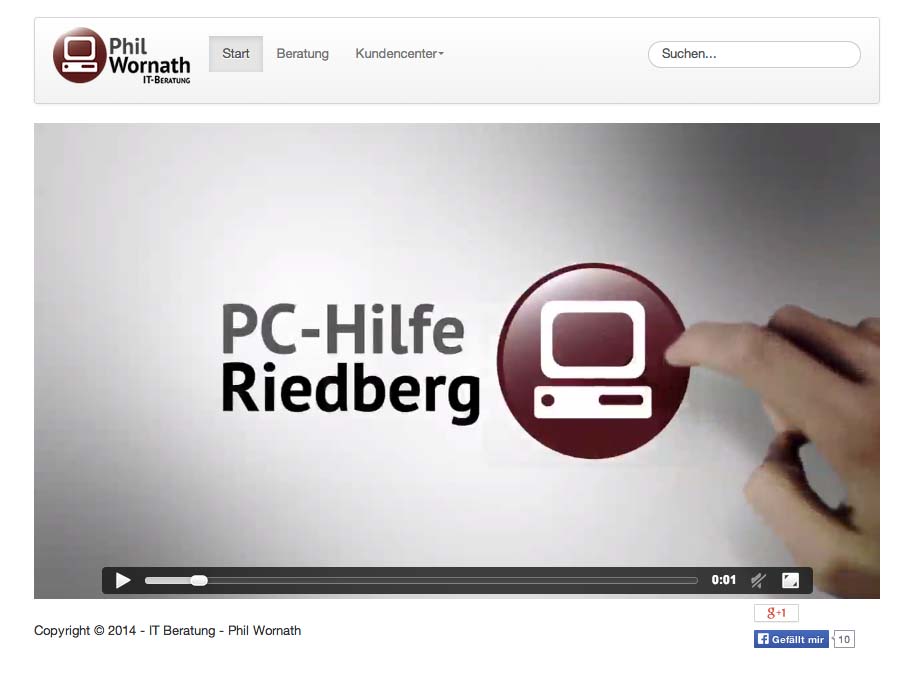 Phil
Wornath
IT-Beratung
Start Beratung Kundencenter Suchen...
PC-Hilfe
Riedberg
0:01
g+1
Copyright © 2014 - IT Beratung - Phil Wornath
f Gefällt mir 10